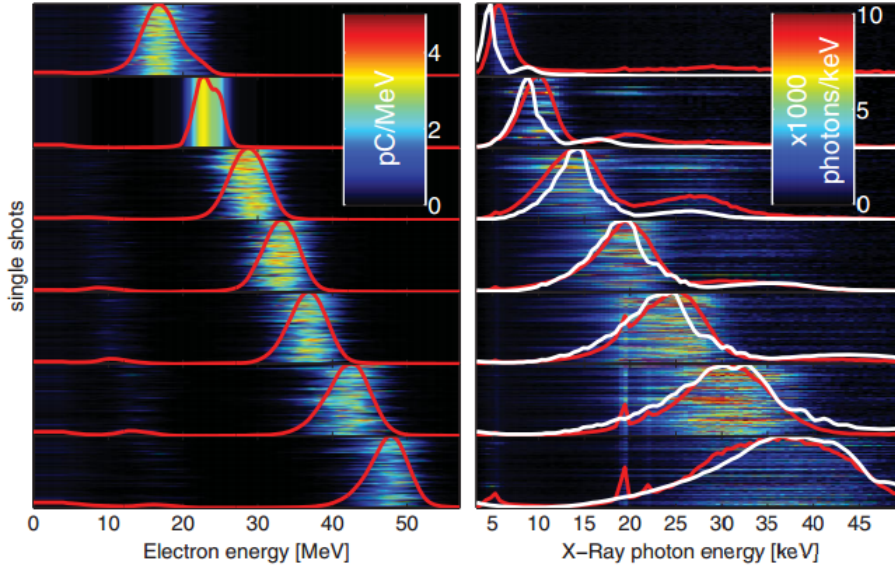 single shots
4
2
0
pC/MeV
0 10 20 30 40 50
Electron energy [MeV]
10
5
0
x1000
photons/keV
5 10 15 20 25 30 35 40 45
X-Ray photon energy [keV]